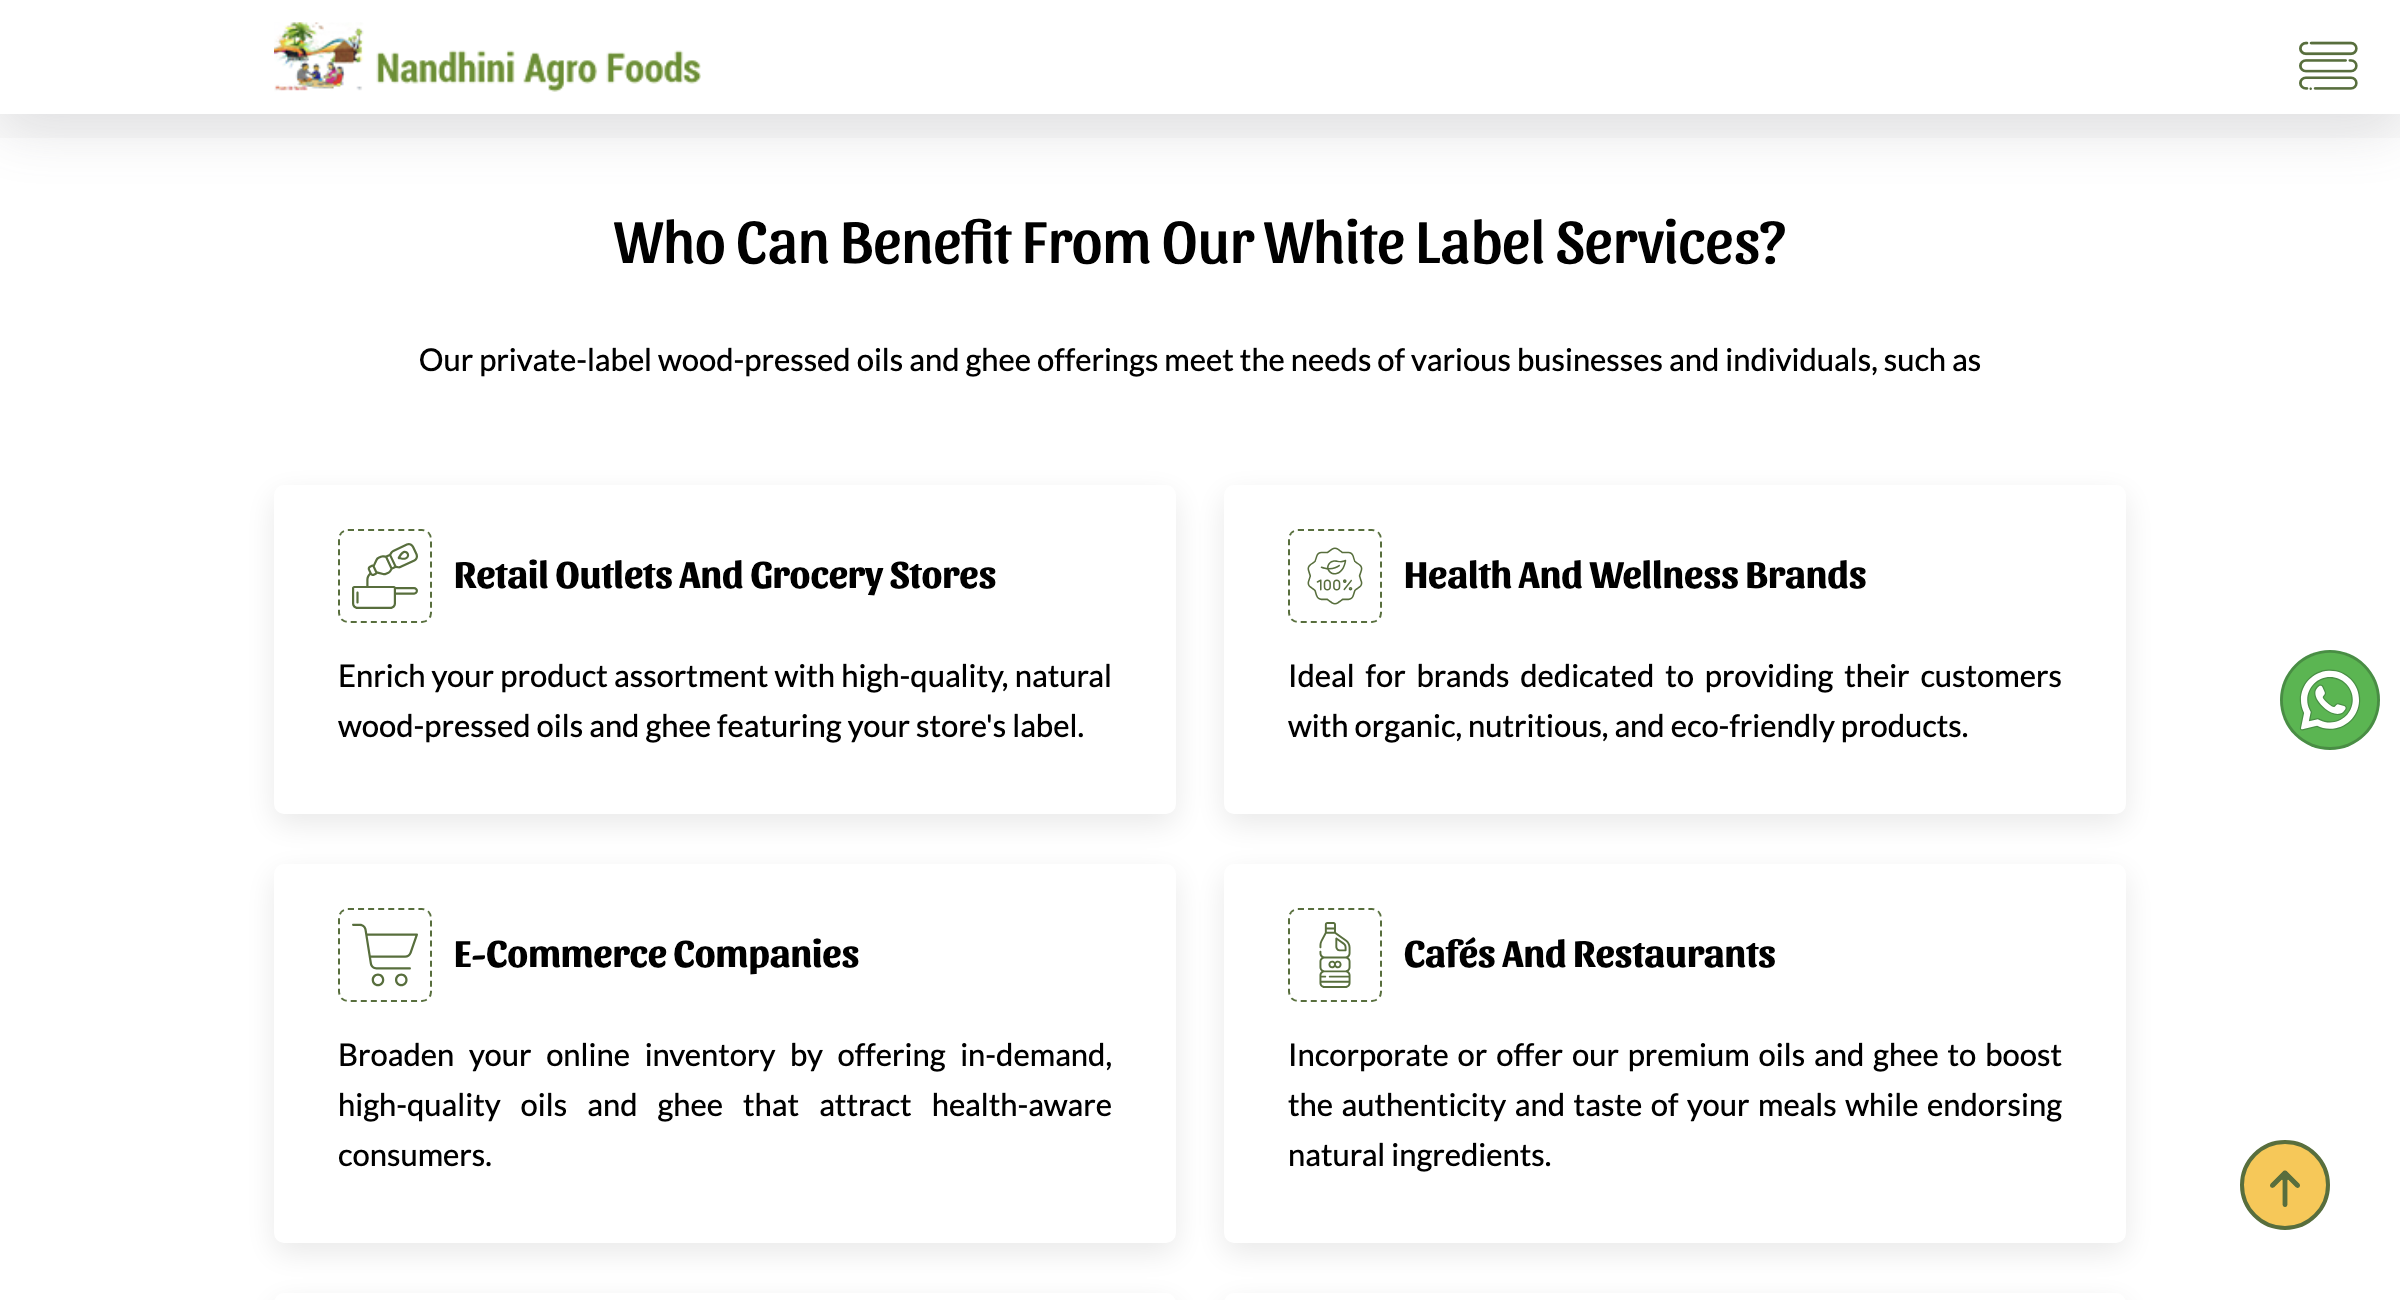 Nandhini Agro Foods
Who Can Benefit From Our White Label Services?
Our private-label wood-pressed oils and ghee offerings meet the needs of various businesses and individuals, such as
Retail Outlets And Grocery Stores
Enrich your product assortment with high-quality, natural
wood-pressed oils and ghee featuring your store's label.
100%
Health And Wellness Brands
Ideal for brands dedicated to providing their customers
with organic, nutritious, and eco-friendly products.
E-Commerce Companies
Broaden your online inventory by offering in-demand,
high-quality oils and ghee that attract health-aware
consumers.
Cafés And Restaurants
Incorporate or offer our premium oils and ghee to boost
the authenticity and taste of your meals while endorsing
natural ingredients.